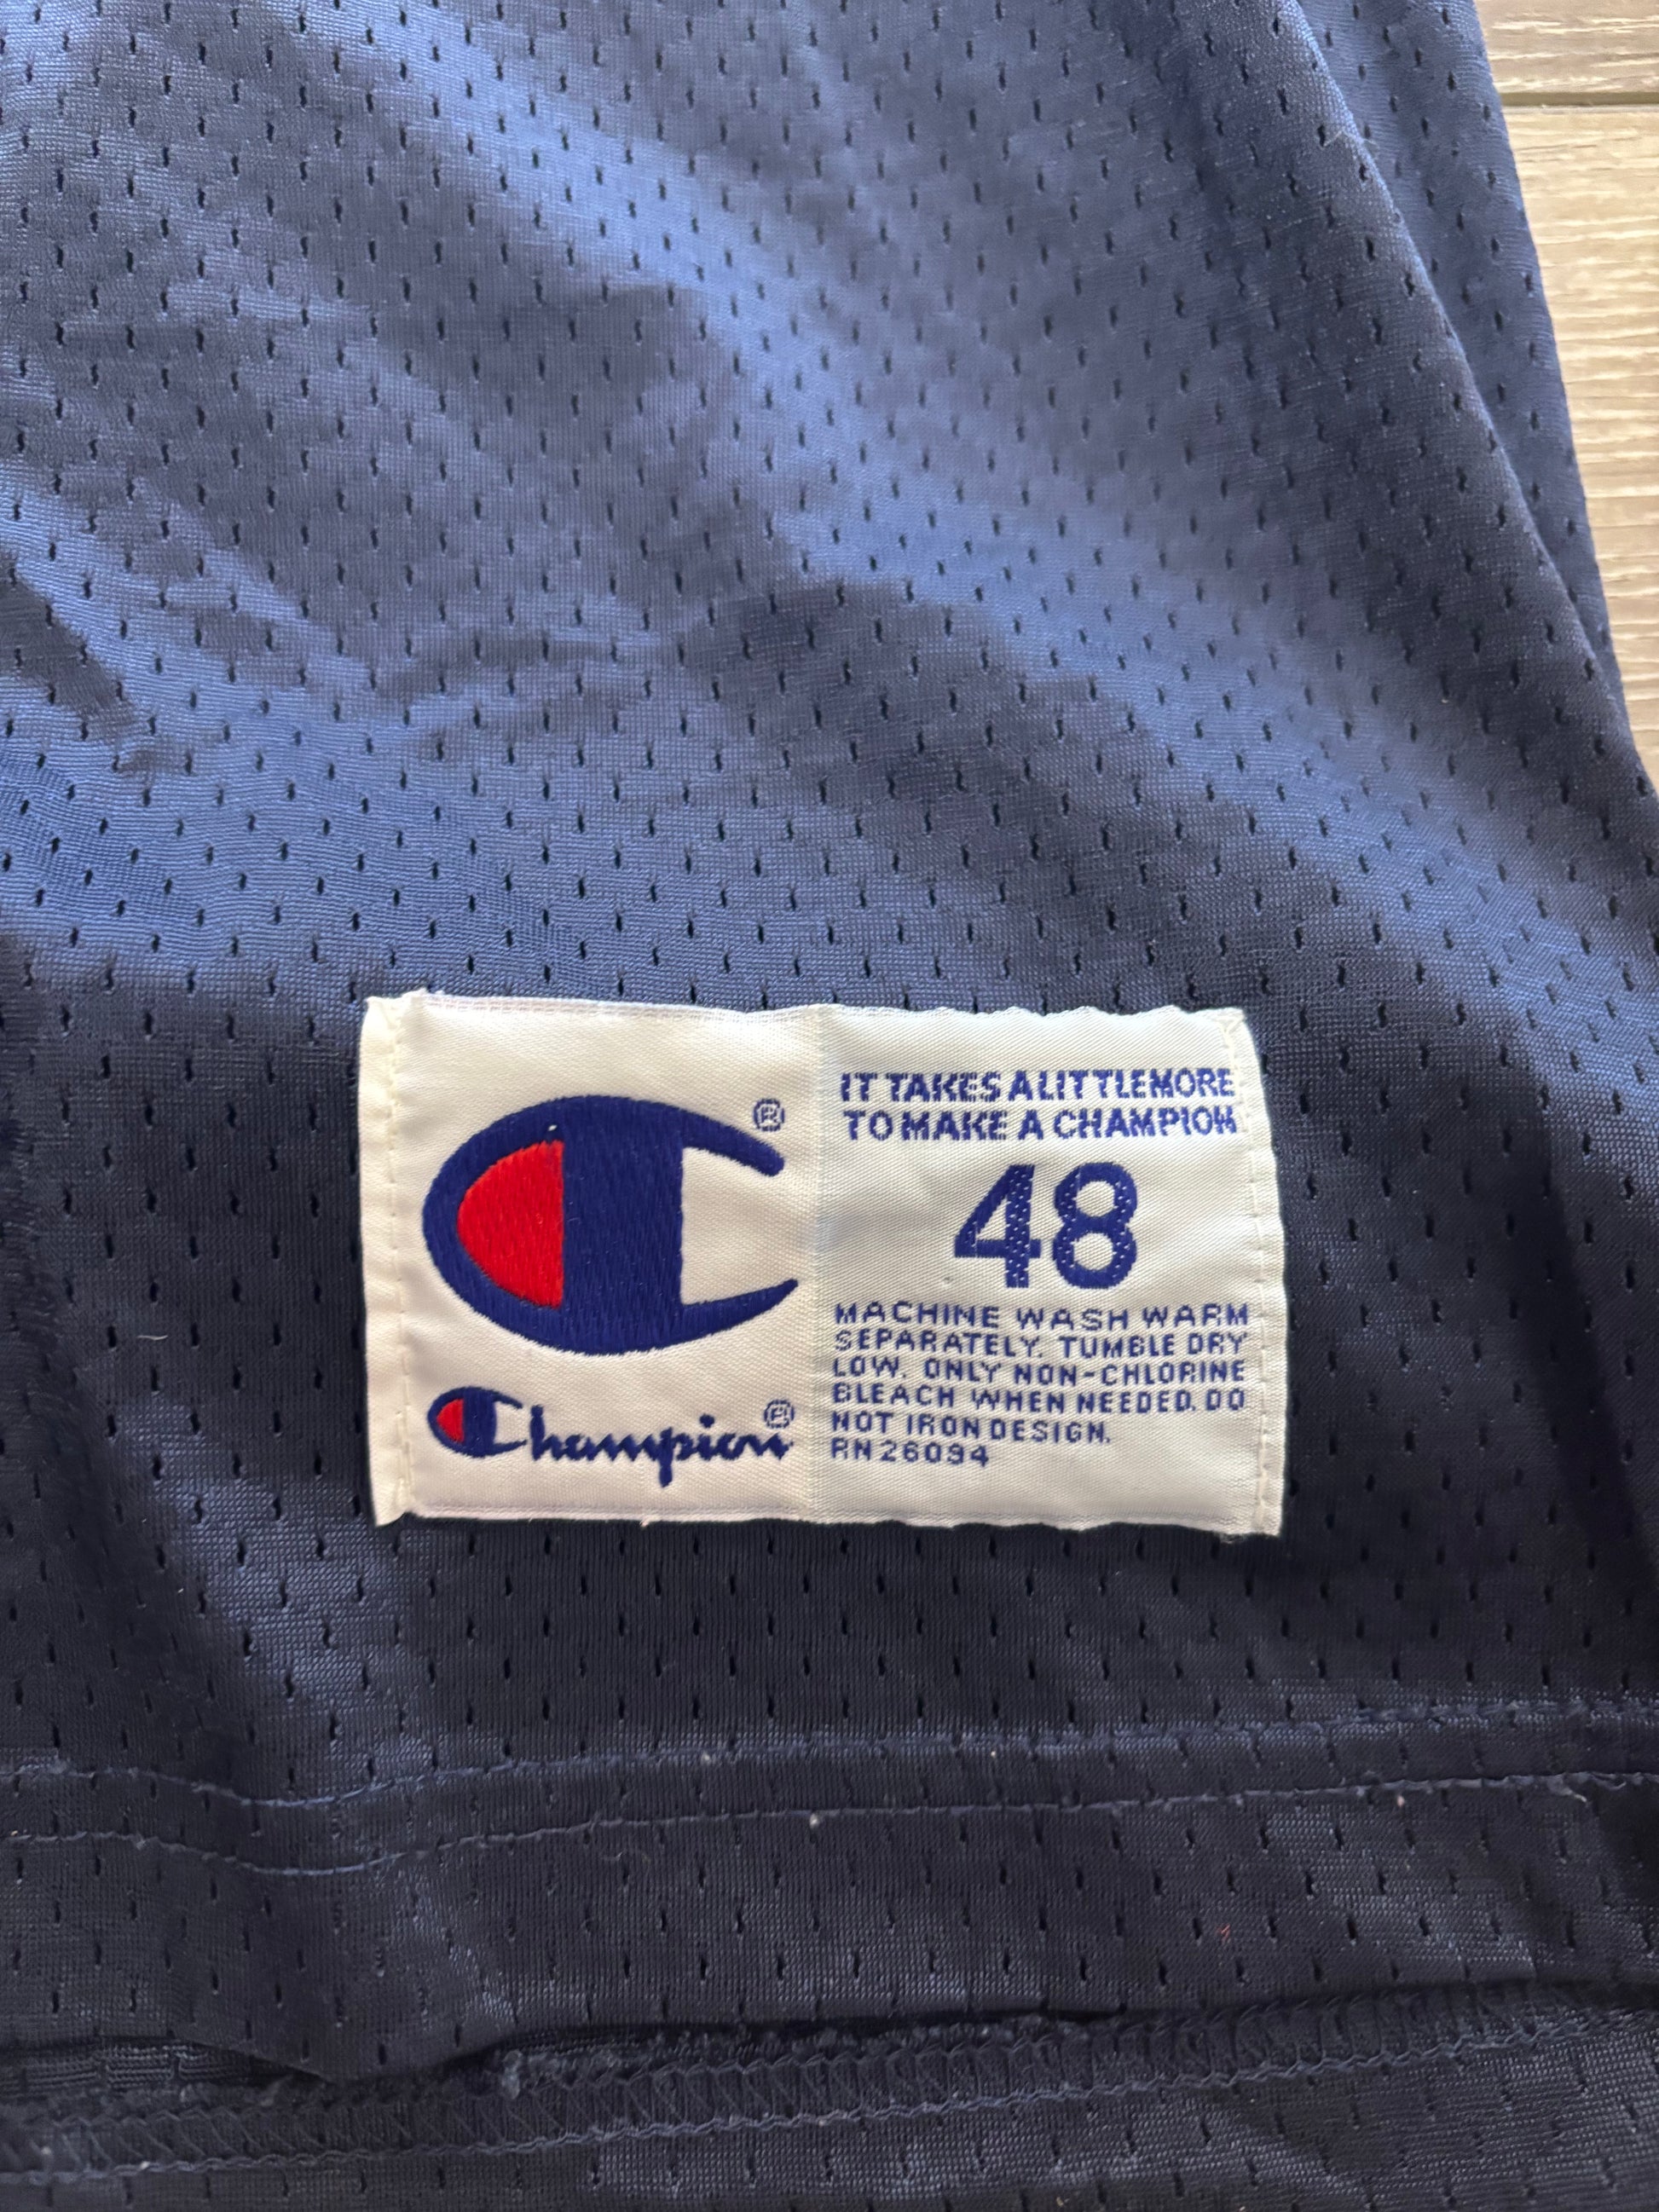 ®
Champion®
IT TAKES A LITTLE MORE
TO MAKE A CHAMPION
48
MACHINE WASH WARM
SEPARATELY. TUMBLE DRY
LOW. ONLY NON-CHLORINE
BLEACH WHEN NEEDED. DO
NOT IRON DESIGN.
RN 26094